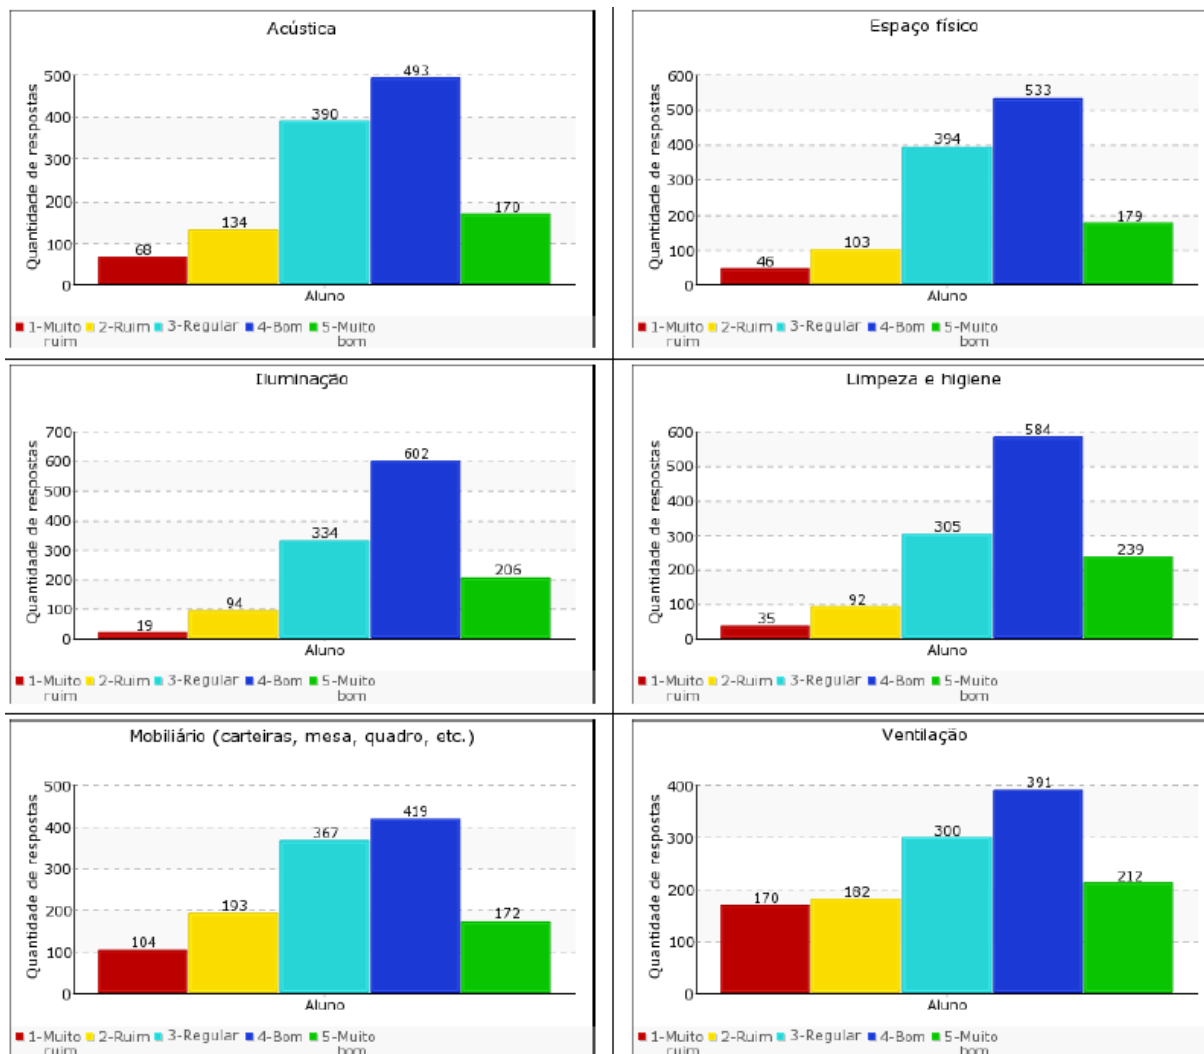 Acústica
Quantidade de respostas
500
400
300
200
100
0
68
134
390
493
170
Aluno
1-Muito ruim 2-Ruim 3-Regular 4-Bom 5-Muito bom
Espaço físico
Quantidade de respostas
600
500
400
300
200
100
0
46
103
394
533
179
Aluno
1-Muito ruim 2-Ruim 3-Regular 4-Bom 5-Muito bom
Iluminação
Quantidade de respostas
700
600
500
400
300
200
100
0
19
94
334
602
206
Aluno
1-Muito ruim 2-Ruim 3-Regular 4-Bom 5-Muito bom
Limpeza e higiene
Quantidade de respostas
600
500
400
300
200
100
0
35
92
305
584
239
Aluno
1-Muito ruim 2-Ruim 3-Regular 4-Bom 5-Muito bom
Mobiliário (carteiras, mesa, quadro, etc.)
Quantidade de respostas
500
400
300
200
100
0
104
193
367
419
172
Aluno
1-Muito ruim 2-Ruim 3-Regular 4-Bom 5-Muito bom
Ventilação
Quantidade de respostas
400
300
200
100
0
170
182
300
391
212
Aluno
1-Muito ruim 2-Ruim 3-Regular 4-Bom 5-Muito bom